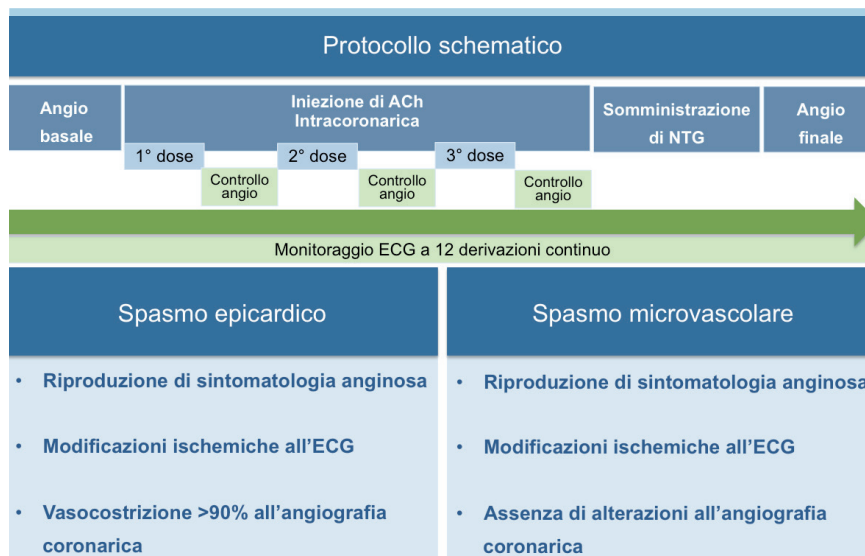 Protocollo schematico
Angio
basale
Iniezione di ACh
Intracoronarica
Somministrazione
di NTG
Angio
finale
1° dose
2° dose
3° dose
Controllo
angio
Controllo
angio
Controllo
angio
Monitoraggio ECG a 12 derivazioni continuo
Spasmo epicardico
• Riproduzione di sintomatologia anginosa
• Modificazioni ischemiche all’ECG
• Vasocostrizione >90% all’angiografia
coronarica
Spasmo microvascolare
• Riproduzione di sintomatologia anginosa
• Modificazioni ischemiche all’ECG
• Assenza di alterazioni all’angiografia
coronarica